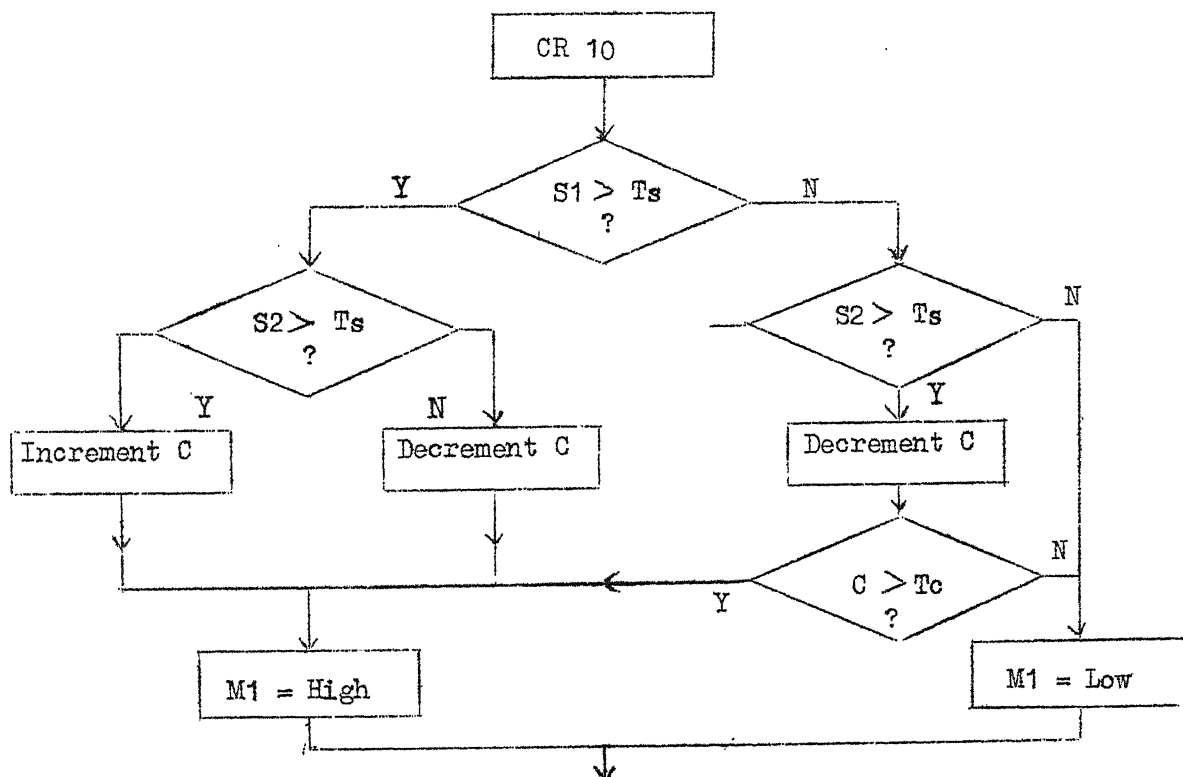 CR 10
S1 > Ts
?
Y
N
S2 > Ts
?
S2 > Ts
?
N
Y
N
Y
Increment C
Decrement C
Decrement C
C > Tc
?
N
Y
M1 = High
M1 = Low